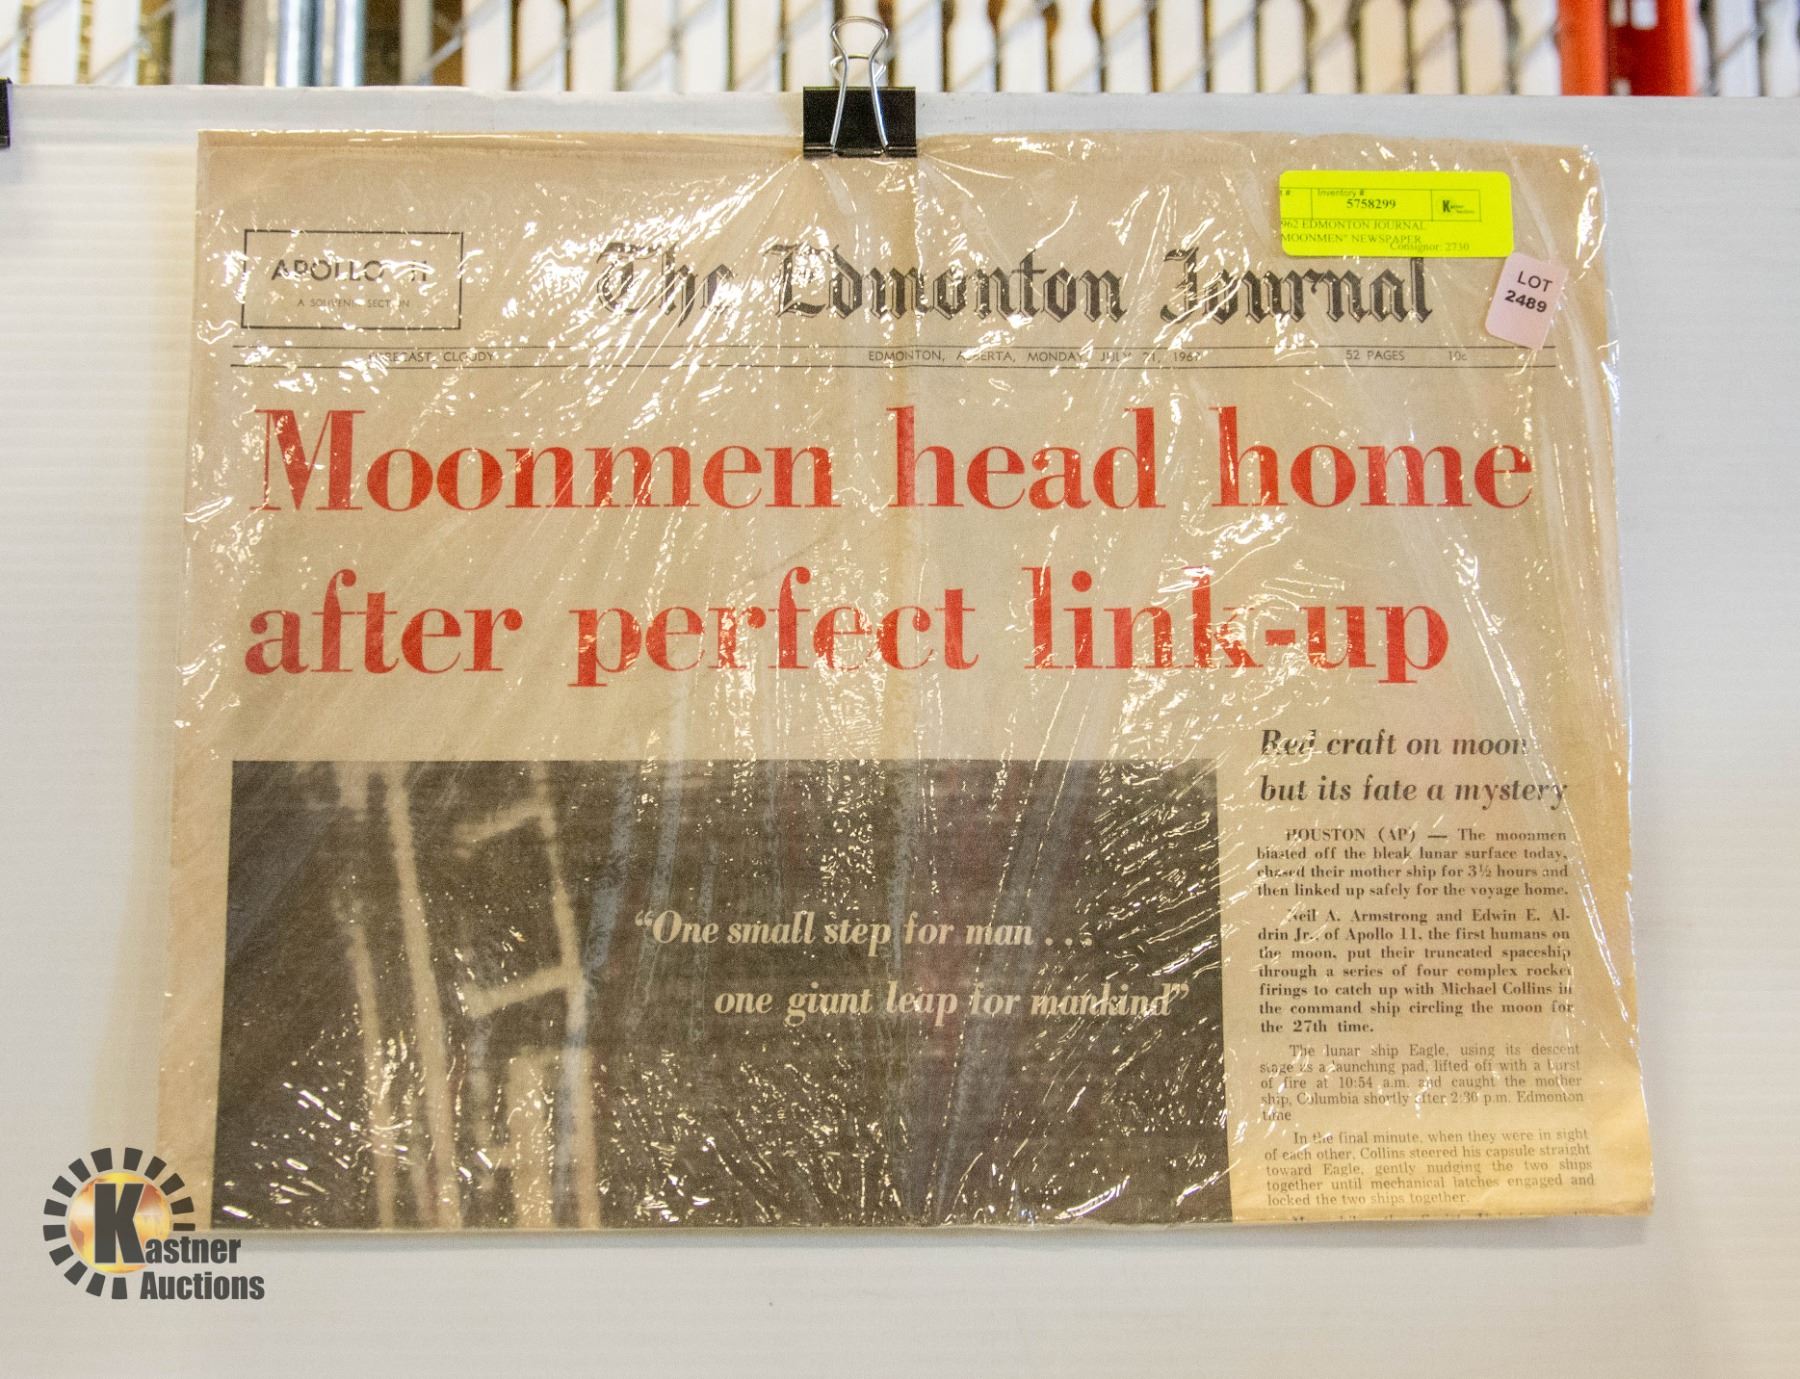 Inventory #
5758299
Kastner Auctions
962 EDMONTON JOURNAL
MOONMEN" NEWSPAPER
Consignor: 2730
LOT
2489
APOLLO 11
A SOUVENIR SECTION
The Edmonton Journal
FORECAST: CLOUDY
EDMONTON, ALBERTA, MONDAY, JULY 21, 1969
52 PAGES
10c
Moonmen head home
after perfect link-up
"One small step for man . . .
one giant leap for mankind"
Red craft on moon
but its fate a mystery
HOUSTON (AP) — The moonmen
blasted off the bleak lunar surface today,
chased their mother ship for 3½ hours and
then linked up safely for the voyage home.
Neil A. Armstrong and Edwin E. Al-
drin Jr., of Apollo 11, the first humans on
the moon, put their truncated spaceship
through a series of four complex rocket
firings to catch up with Michael Collins in
the command ship circling the moon for
the 27th time.
The lunar ship Eagle, using its descent
stage as a launching pad, lifted off with a burst
of fire at 10:54 a.m. and caught the mother
ship, Columbia shortly after 2:30 p.m. Edmonton
time
In the final minute, when they were in sight
of each other, Collins steered his capsule straight
toward Eagle, gently nudging the two ships
together until mechanical latches engaged and
locked the two ships together.
Kastner
Auctions